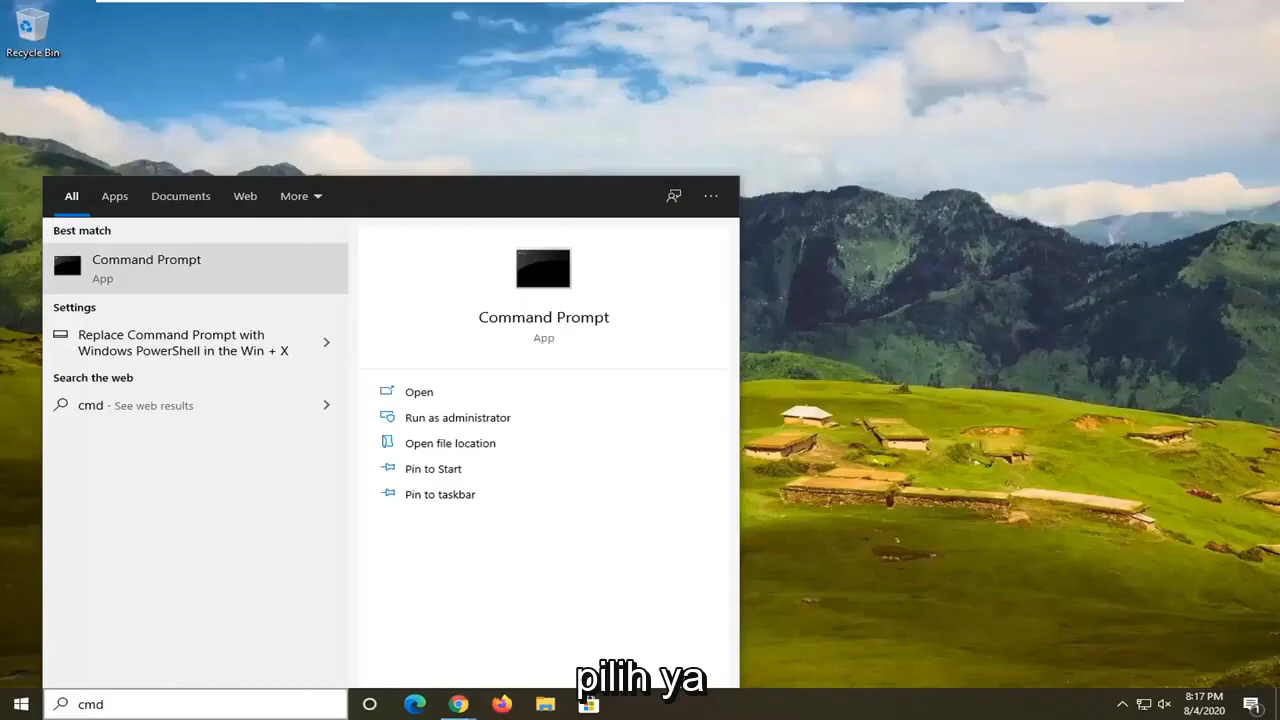 Recycle Bin
All Apps Documents Web More
Best match
Command Prompt
App
Settings
Replace Command Prompt with
Windows PowerShell in the Win + X
Search the web
cmd - See web results
Command Prompt
App
Open
Run as administrator
Open file location
Pin to Start
Pin to taskbar
pilih ya
cmd
8:17 PM
8/4/2020
1